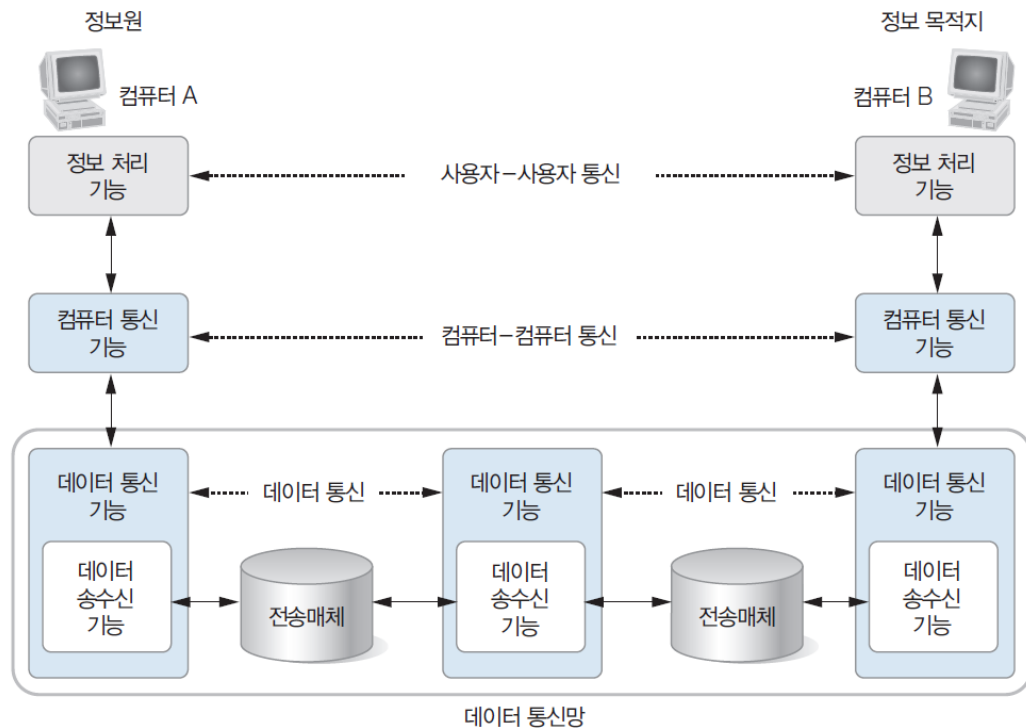 정보원
정보 목적지
컴퓨터 A
컴퓨터 B
정보 처리
기능
사용자-사용자 통신
정보 처리
기능
컴퓨터 통신
기능
컴퓨터-컴퓨터 통신
컴퓨터 통신
기능
데이터 통신
기능
데이터 통신
데이터 통신
기능
데이터 통신
데이터 통신
기능
데이터
송수신
기능
전송매체
데이터
송수신
기능
전송매체
데이터
송수신
기능
데이터 통신망